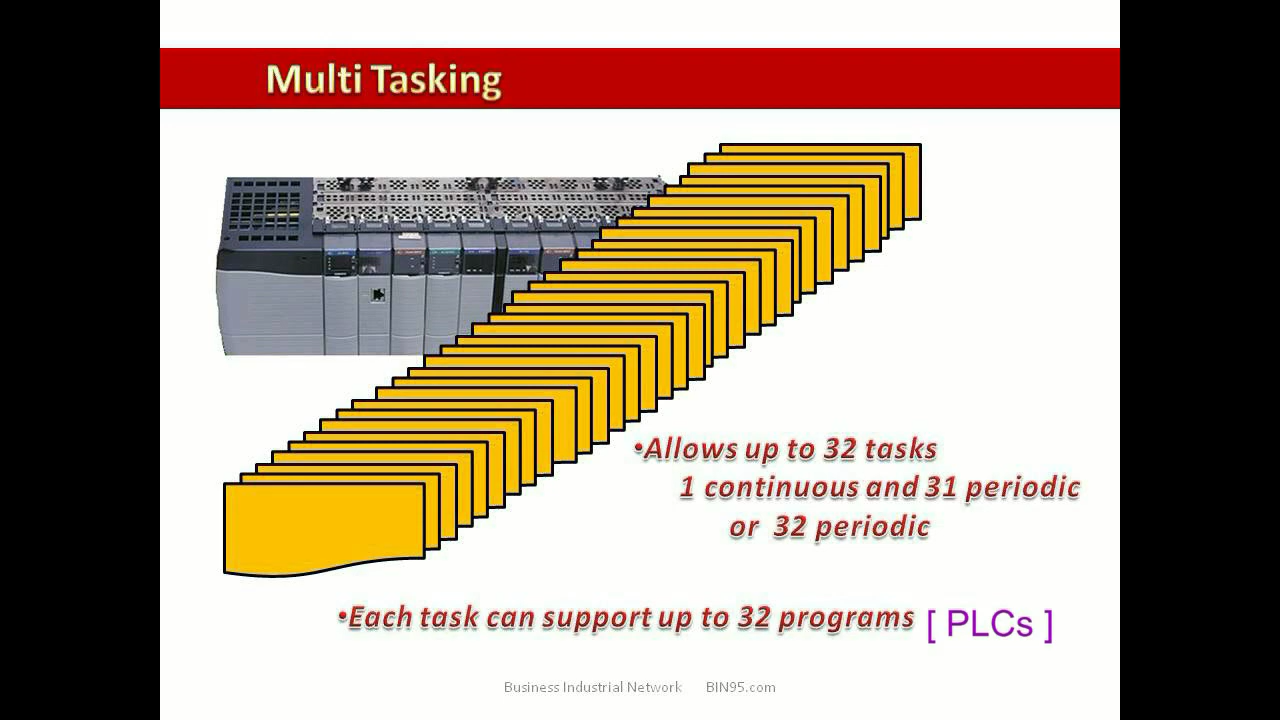 Multi Tasking
•Allows up to 32 tasks
1 continuous and 31 periodic
or 32 periodic
•Each task can support up to 32 programs [ PLCs ]
Business Industrial Network BIN95.com